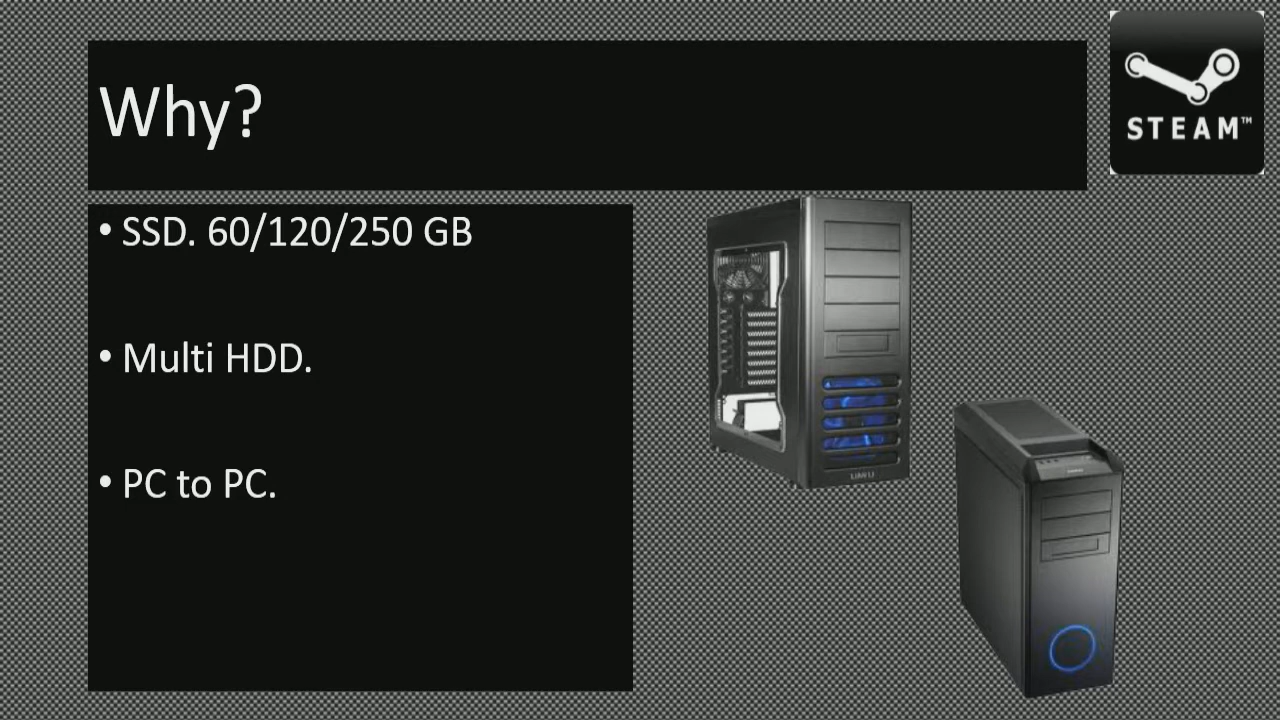 Why?
STEAM™
• SSD. 60/120/250 GB
• Multi HDD.
• PC to PC.